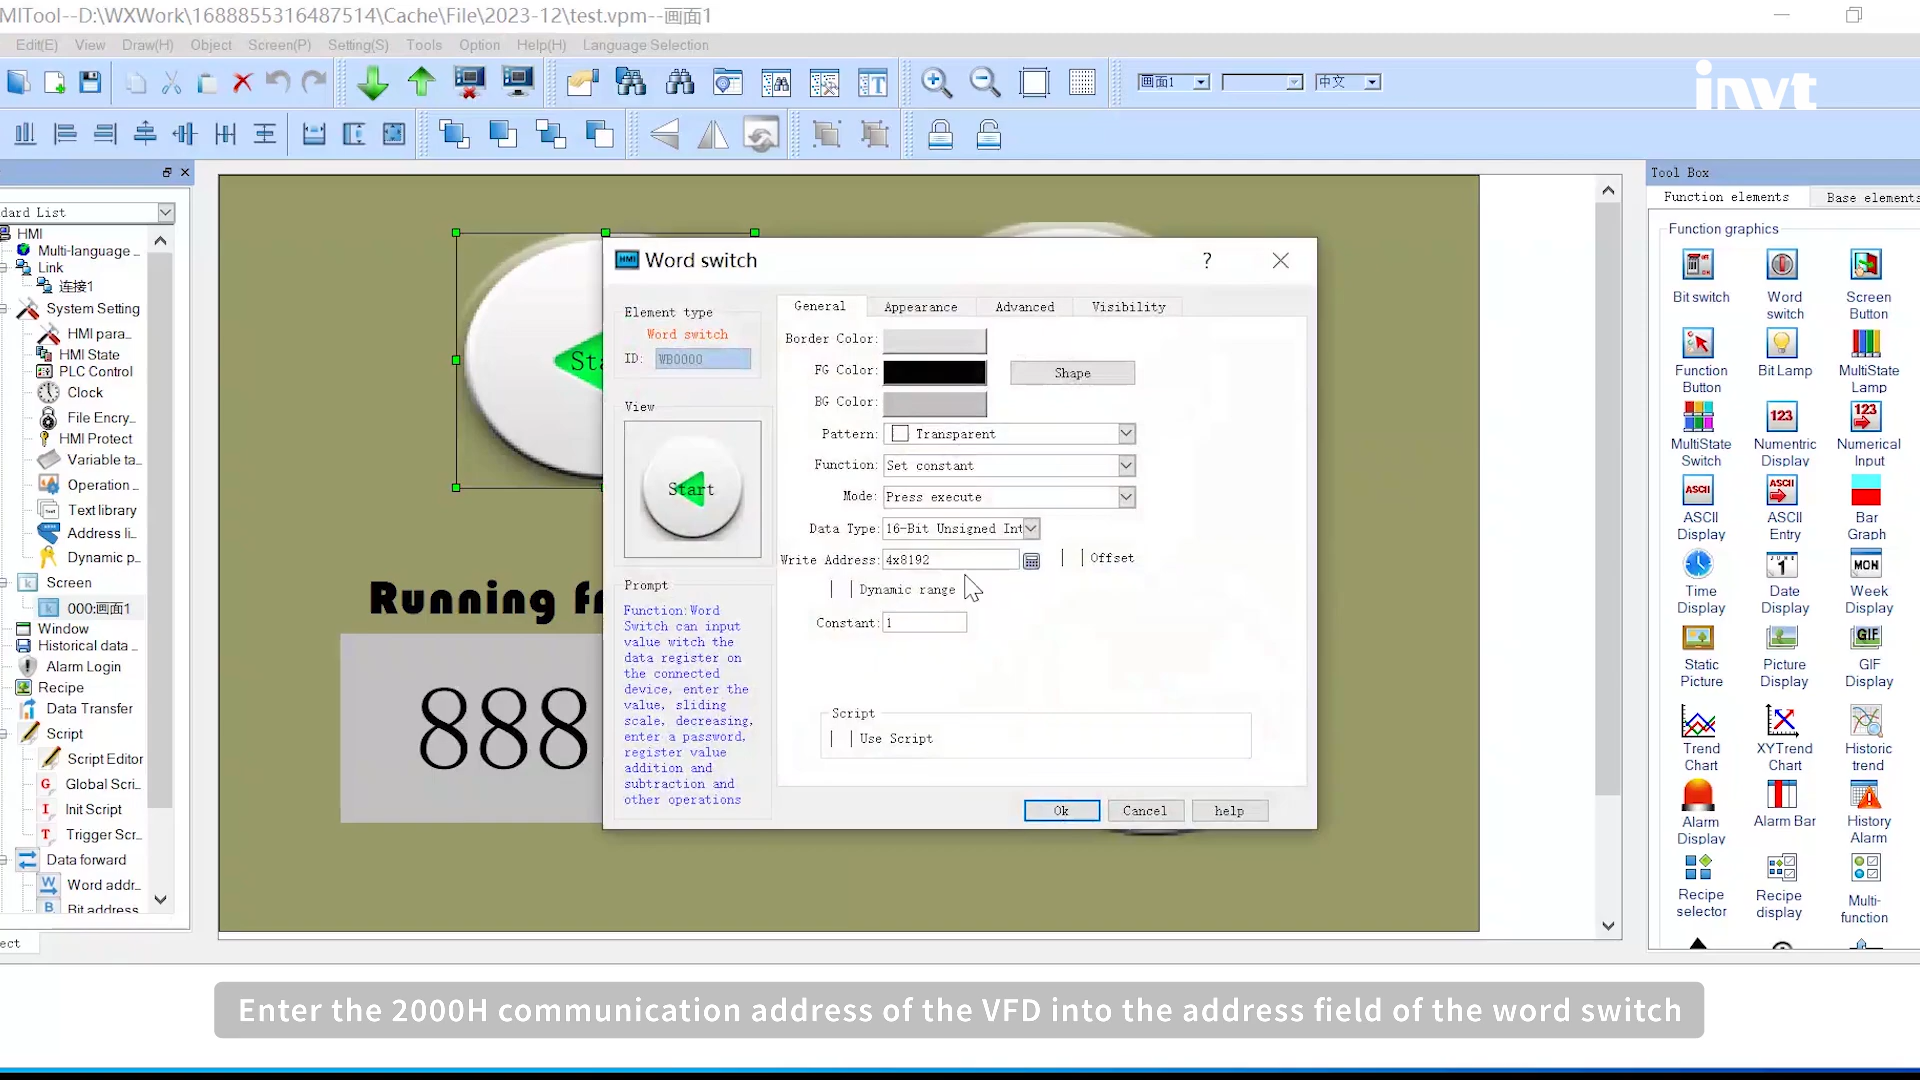 MITool--D:\WXWork\1688855316487514\Cache\File\2023-12\test.vpm--画面1
Edit(E) View Draw(H) Object Screen(P) Setting(S) Tools Option Help(H) Language Selection
画面1 中文
invt
dard List
HMI
Multi-language ..
Link
连接1
System Setting
HMI para..
HMI State
PLC Control
Clock
File Encry..
HMI Protect
Variable ta..
Operation ..
Text library
Address li..
Dynamic p..
Screen
000:画面1
Window
Historical data ..
Alarm Login
Recipe
Data Transfer
Script
Script Editor
Global Scri..
Init Script
Trigger Scr..
Data forward
Word addr..
Bit address
ect
Running fr
888
Word switch
?
Element type
Word switch
ID: WB0000
View
Start
Prompt
Function:Word
Switch can input
value witch the
data register on
the connected
device, enter the
value, sliding
scale, decreasing,
enter a password,
register value
addition and
subtraction and
other operations
General Appearance Advanced Visibility
Border Color:
FG Color: Shape
BG Color:
Pattern: Transparent
Function: Set constant
Mode: Press execute
Data Type: 16-Bit Unsigned Int
Write Address: 4x8192 Offset
Dynamic range
Constant: 1
Script
Use Script
Ok Cancel help
Tool Box
Function elements Base elements
Function graphics
Bit switch Word switch Screen Button
Function Button Bit Lamp MultiState Lamp
MultiState Switch Numentric Display Numerical Input
ASCII Display ASCII Entry Bar Graph
Time Display Date Display Week Display
Static Picture Picture Display GIF Display
Trend Chart XYTrend Chart Historic trend
Alarm Display Alarm Bar History Alarm
Recipe selector Recipe display Multi-function
Enter the 2000H communication address of the VFD into the address field of the word switch